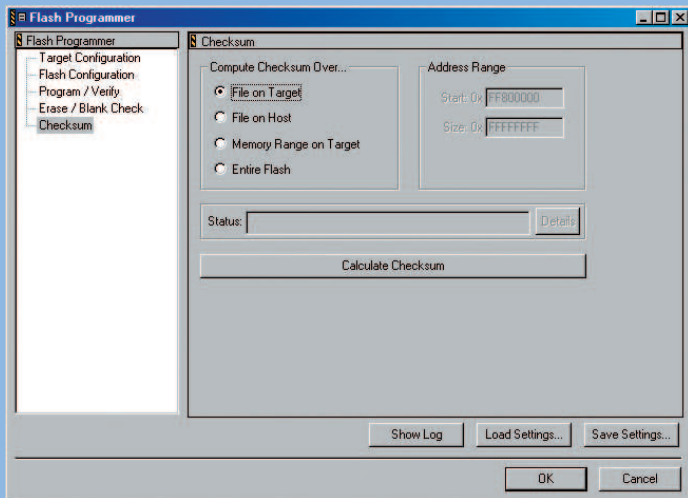 Flash Programmer
Flash Programmer
Target Configuration
Flash Configuration
Program / Verify
Erase / Blank Check
Checksum
Checksum
Compute Checksum Over...
File on Target
File on Host
Memory Range on Target
Entire Flash
Address Range
Start: 0x FF800000
Size: 0x FFFFFFFF
Status:
Details
Calculate Checksum
Show Log
Load Settings...
Save Settings...
OK
Cancel